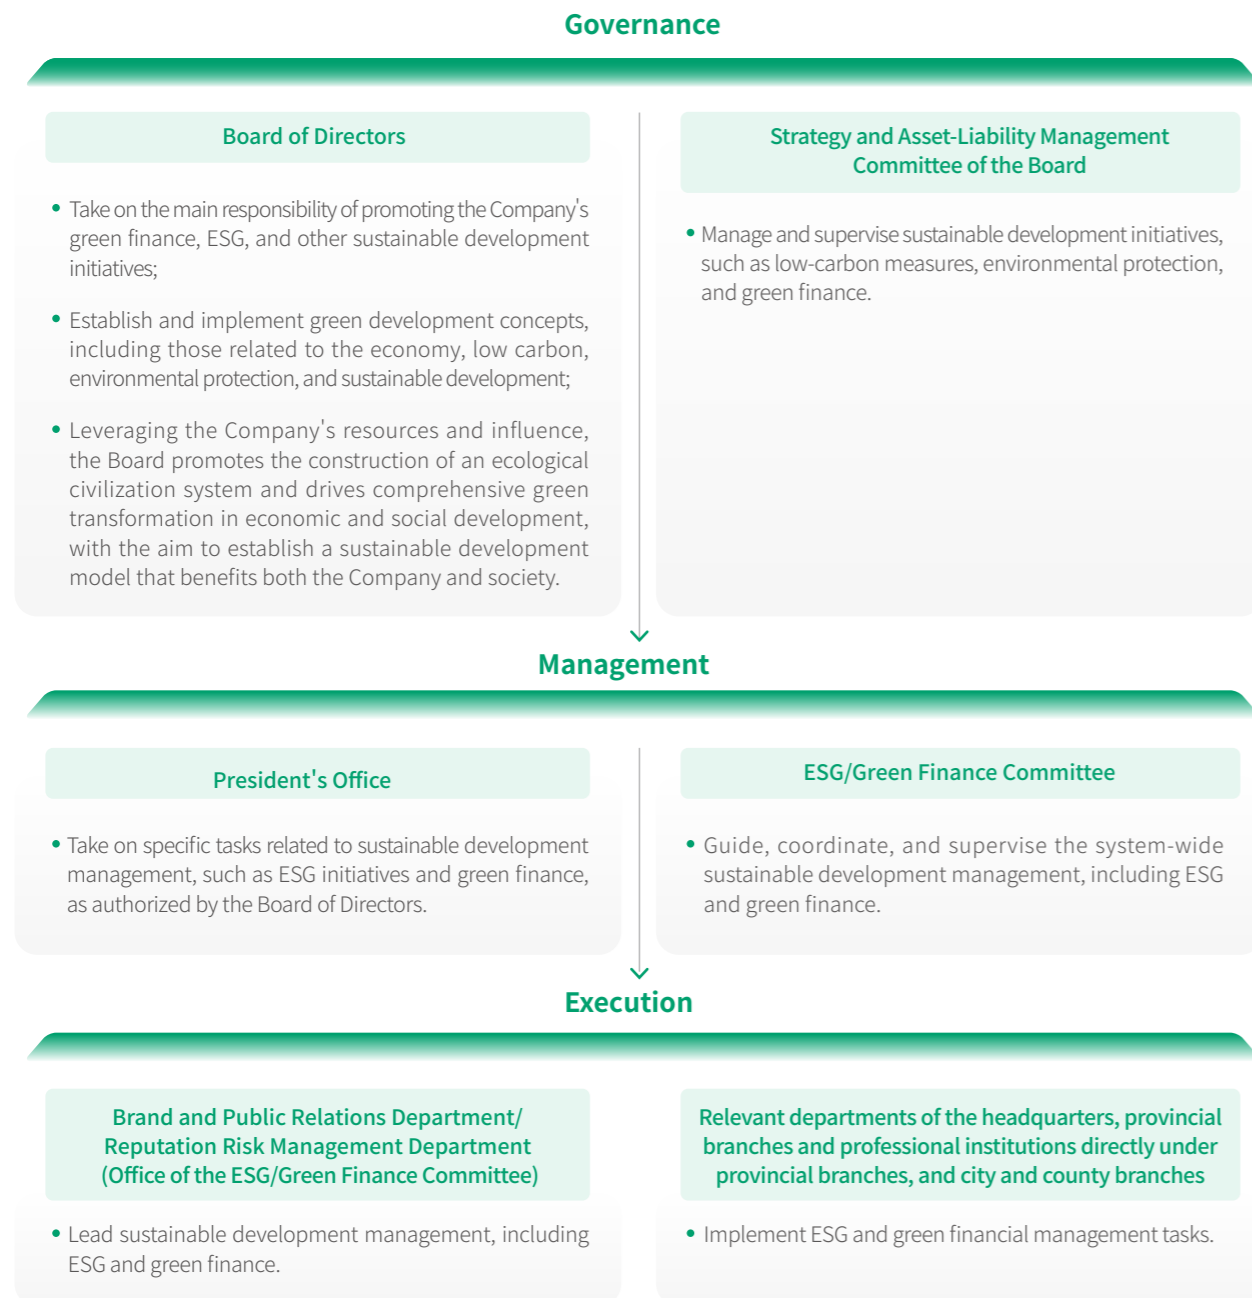 Governance
Board of Directors
• Take on the main responsibility of promoting the Company's
green finance, ESG, and other sustainable development
initiatives;
• Establish and implement green development concepts,
including those related to the economy, low carbon,
environmental protection, and sustainable development;
• Leveraging the Company's resources and influence,
the Board promotes the construction of an ecological
civilization system and drives comprehensive green
transformation in economic and social development,
with the aim to establish a sustainable development
model that benefits both the Company and society.
Strategy and Asset-Liability Management
Committee of the Board
• Manage and supervise sustainable development initiatives,
such as low-carbon measures, environmental protection,
and green finance.
Management
President's Office
• Take on specific tasks related to sustainable development
management, such as ESG initiatives and green finance,
as authorized by the Board of Directors.
ESG/Green Finance Committee
• Guide, coordinate, and supervise the system-wide
sustainable development management, including ESG
and green finance.
Execution
Brand and Public Relations Department/
Reputation Risk Management Department
(Office of the ESG/Green Finance Committee)
• Lead sustainable development management, including
ESG and green finance.
Relevant departments of the headquarters, provincial
branches and professional institutions directly under
provincial branches, and city and county branches
• Implement ESG and green financial management tasks.